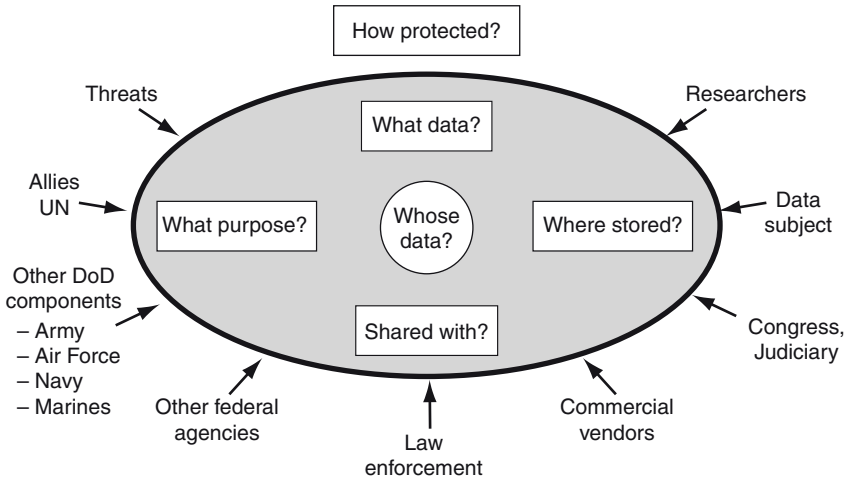 How protected?
Threats
Researchers
What data?
Allies
UN
What purpose?
Whose
data?
Where stored?
Data
subject
Other DoD
components
– Army
– Air Force
– Navy
– Marines
Shared with?
Congress,
Judiciary
Other federal
agencies
Law
enforcement
Commercial
vendors